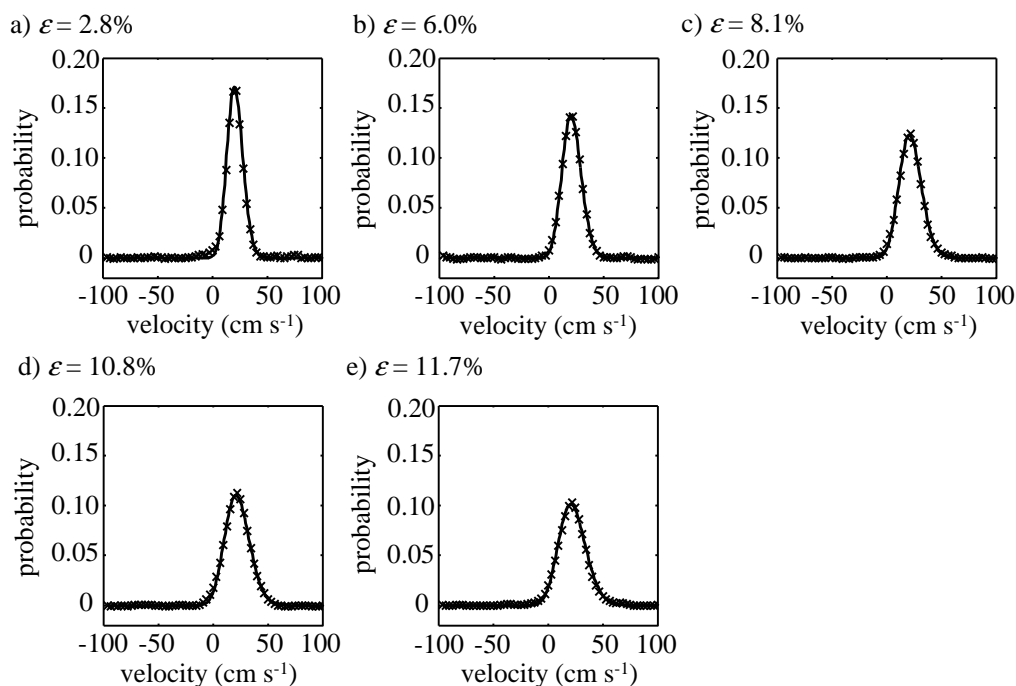 a) ε = 2.8%
0.20
0.15
0.10
0.05
0
probability
-100 -50 0 50 100
velocity (cm s⁻¹)
b) ε = 6.0%
0.20
0.15
0.10
0.05
0
probability
-100 -50 0 50 100
velocity (cm s⁻¹)
c) ε = 8.1%
0.20
0.15
0.10
0.05
0
probability
-100 -50 0 50 100
velocity (cm s⁻¹)
d) ε = 10.8%
0.20
0.15
0.10
0.05
0
probability
-100 -50 0 50 100
velocity (cm s⁻¹)
e) ε = 11.7%
0.20
0.15
0.10
0.05
0
probability
-100 -50 0 50 100
velocity (cm s⁻¹)